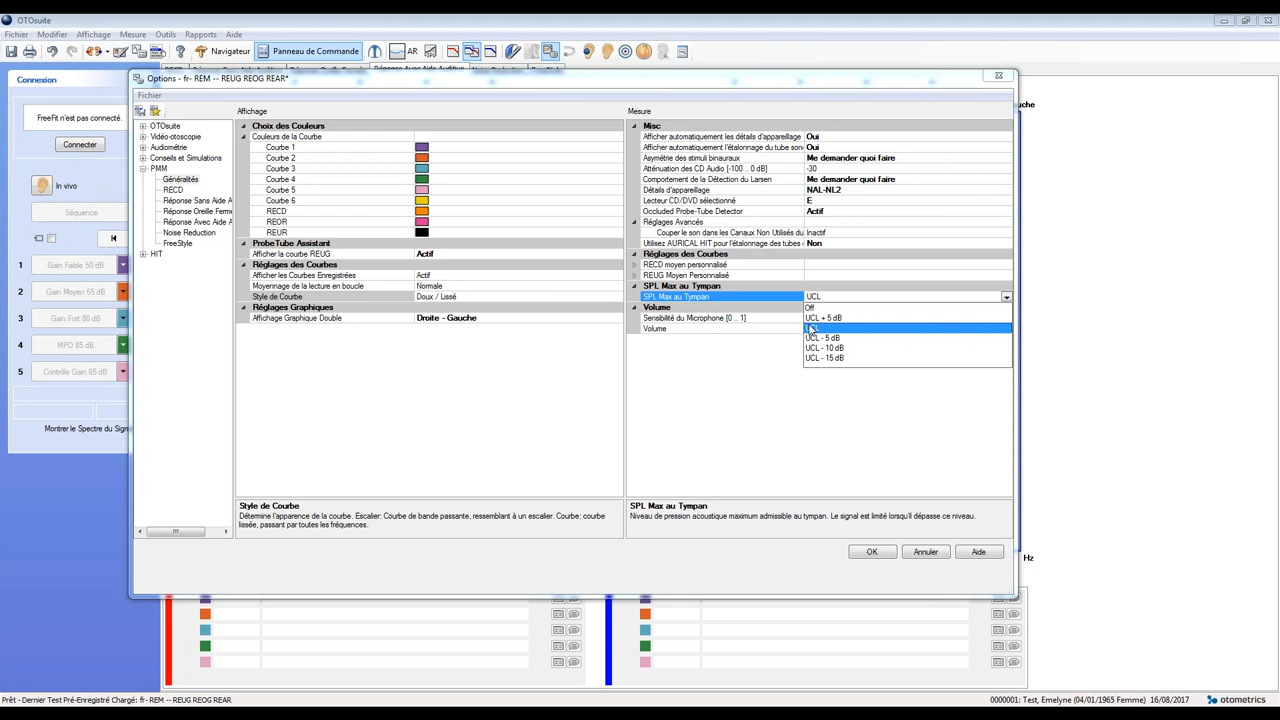 OTOsuite
Fichier Modifier Affichage Mesure Outils Rapports Aide
Navigateur Panneau de Commande AR
Connexion
FreeFit n'est pas connecté.
Connecter
In vivo
Séquence
1 Gain Faible 50 dB
2 Gain Moyen 65 dB
3 Gain Fort 80 dB
4 MPO 85 dB
5 Contrôle Gain 65 dB
Montrer le Spectre du Sign
Options - fr- REM -- REUG REOG REAR*
Fichier
OTOsuite
Vidéo-otoscopie
Audiométrie
Conseils et Simulations
PMM
Généralités
RECD
Réponse Sans Aide A
Réponse Oreille Ferme
Réponse Avec Aide A
Noise Reduction
FreeStyle
HIT
Affichage
Choix des Couleurs
Couleurs de la Courbe
Courbe 1
Courbe 2
Courbe 3
Courbe 4
Courbe 5
Courbe 6
RECD
REOR
REUR
ProbeTube Assistant
Afficher la courbe REUG Actif
Réglages des Courbes
Afficher les Courbes Enregistrées Actif
Moyennage de la lecture en boucle Normale
Style de Courbe Doux / Lissé
Réglages Graphiques
Affichage Graphique Double Droite - Gauche
Style de Courbe
Détermine l'apparence de la courbe. Escalier: Courbe de bande passante, ressemblant à un escalier. Courbe: courbe
lissée, passant par toutes les fréquences.
Mesure
Misc
Afficher automatiquement les détails d'appareillage Oui
Afficher automatiquement l'étalonnage du tube son Oui
Asymétrie des stimuli binauraux Me demander quoi faire
Atténuation des CD Audio [-100 .. 0 dB] -30
Comportement de la Détection du Larsen Me demander quoi faire
Détails d'appareillage NAL-NL2
Lecteur CD/DVD sélectionné E
Occluded Probe-Tube Detector Actif
Réglages Avancés
Couper le son dans les Canaux Non Utilisés du Inactif
Utilisez AURICAL HIT pour l'étalonnage des tubes Non
Réglages des Courbes
RECD moyen personnalisé
REUG Moyen Personnalisé
SPL Max au Tympan
SPL Max au Tympan UCL
Volume
Sensibilité du Microphone [0 .. 1]
Volume
Off
UCL + 5 dB
UCL - 5 dB
UCL - 10 dB
UCL - 15 dB
SPL Max au Tympan
Niveau de pression acoustique maximum admissible au tympan. Le signal est limité lorsqu'il dépasse ce niveau.
OK Annuler Aide
Hz
Prêt - Dernier Test Pré-Enregistré Chargé: fr- REM -- REUG REOG REAR
0000001: Test, Emelyne (04/01/1965 Femme) 16/08/2017 otometrics